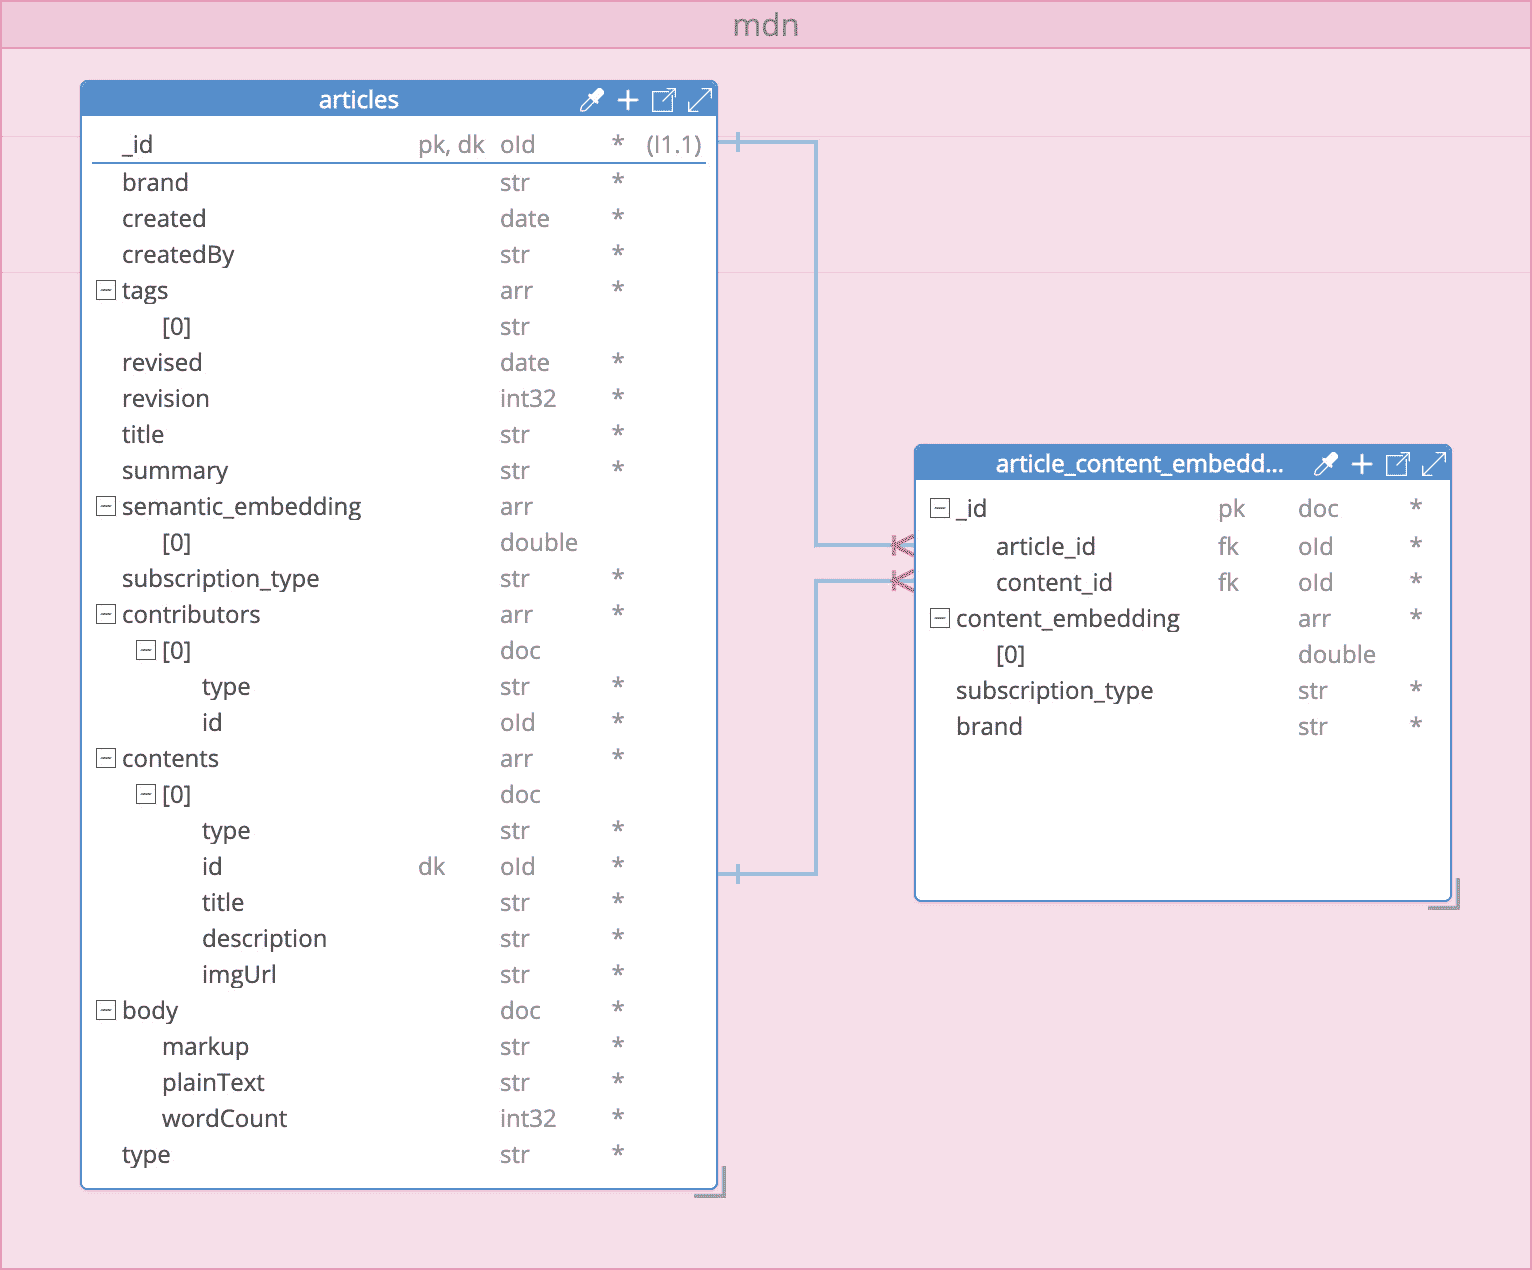 mdn
articles
_id pk, dk oId * (I1.1)
brand str *
created date *
createdBy str *
tags arr *
[0] str
revised date *
revision int32 *
title str *
summary str *
semantic_embedding arr
[0] double
subscription_type str *
contributors arr *
[0] doc
type str *
id oId *
contents arr *
[0] doc
type str *
id dk oId *
title str *
description str *
imgUrl str *
body doc *
markup str *
plainText str *
wordCount int32 *
type str *
article_content_embedd...
_id pk doc *
article_id fk oId *
content_id fk oId *
content_embedding arr *
[0] double
subscription_type str *
brand str *